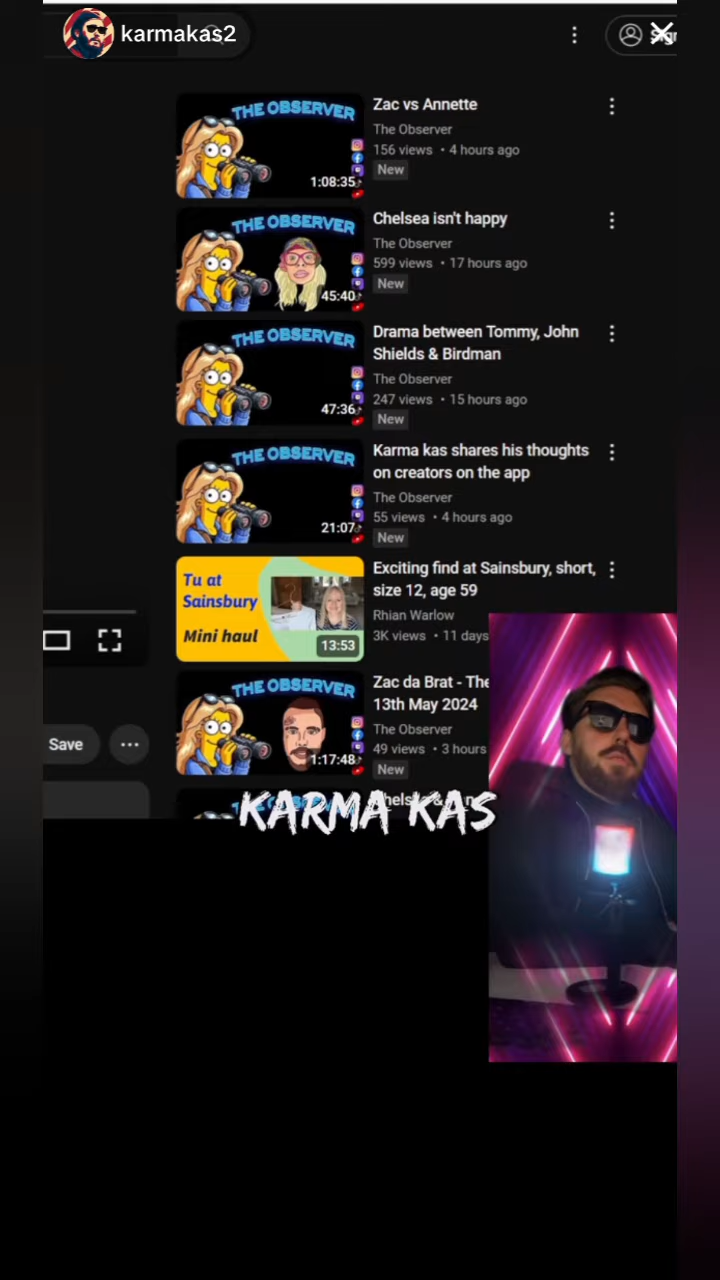 karmakas2
THE OBSERVER
1:08:35
Zac vs Annette
The Observer
156 views • 4 hours ago
New
THE OBSERVER
45:40
Chelsea isn't happy
The Observer
599 views • 17 hours ago
New
THE OBSERVER
47:36
Drama between Tommy, John
Shields & Birdman
The Observer
247 views • 15 hours ago
New
THE OBSERVER
21:07
Karma kas shares his thoughts
on creators on the app
The Observer
55 views • 4 hours ago
New
Tu at
Sainsbury
Mini haul
13:53
Exciting find at Sainsbury, short,
size 12, age 59
Rhian Warlow
3K views • 11 days
THE OBSERVER
1:17:48
Zac da Brat - The
13th May 2024
The Observer
49 views • 3 hours
New
Save
KARMA KAS